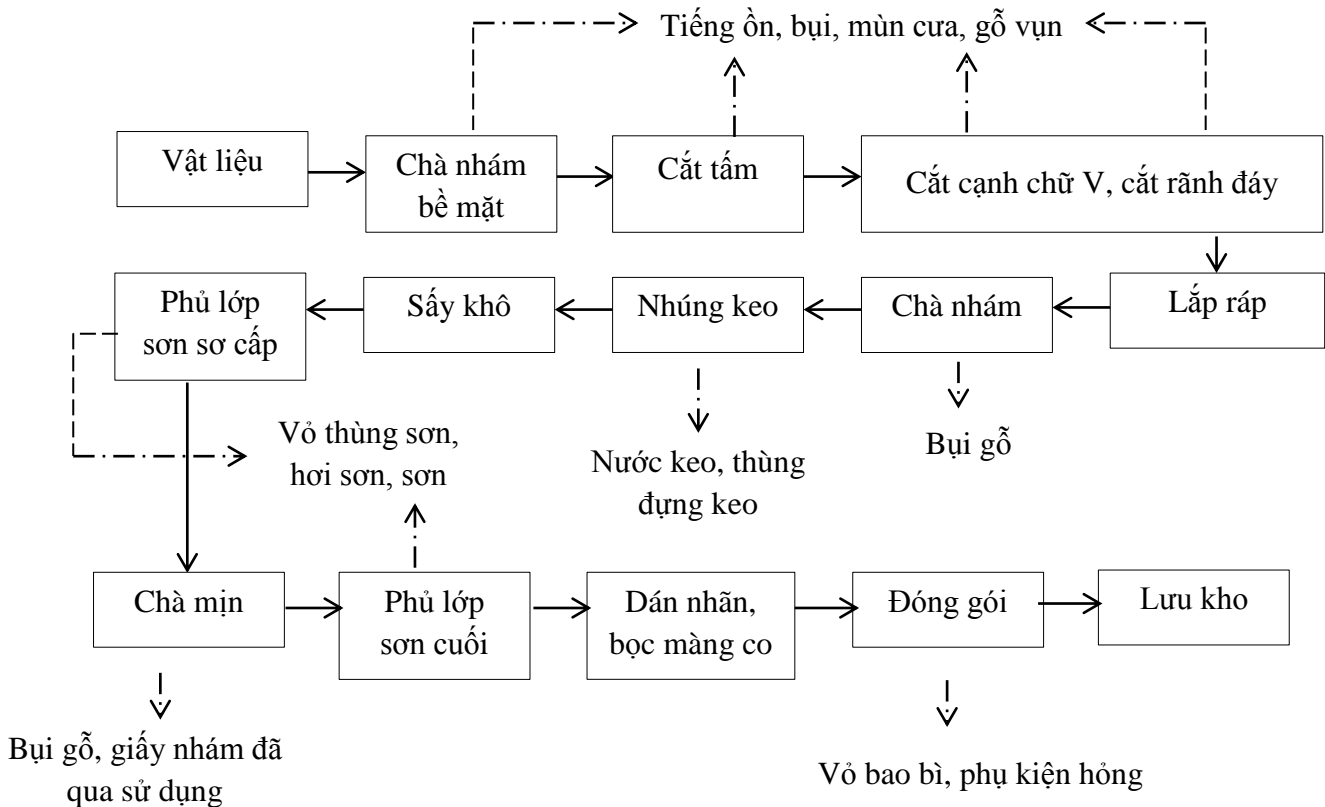 Tiếng ồn, bụi, mùn cưa, gỗ vụn
Vật liệu
Chà nhám
bề mặt
Cắt tấm
Cắt cạnh chữ V, cắt rãnh đáy
Phủ lớp
sơn sơ cấp
Sấy khô
Nhúng keo
Chà nhám
Lắp ráp
Vỏ thùng sơn,
hơi sơn, sơn
Nước keo, thùng
đựng keo
Bụi gỗ
Chà mịn
Phủ lớp
sơn cuối
Dán nhãn,
bọc màng co
Đóng gói
Lưu kho
Bụi gỗ, giấy nhám đã
qua sử dụng
Vỏ bao bì, phụ kiện hỏng